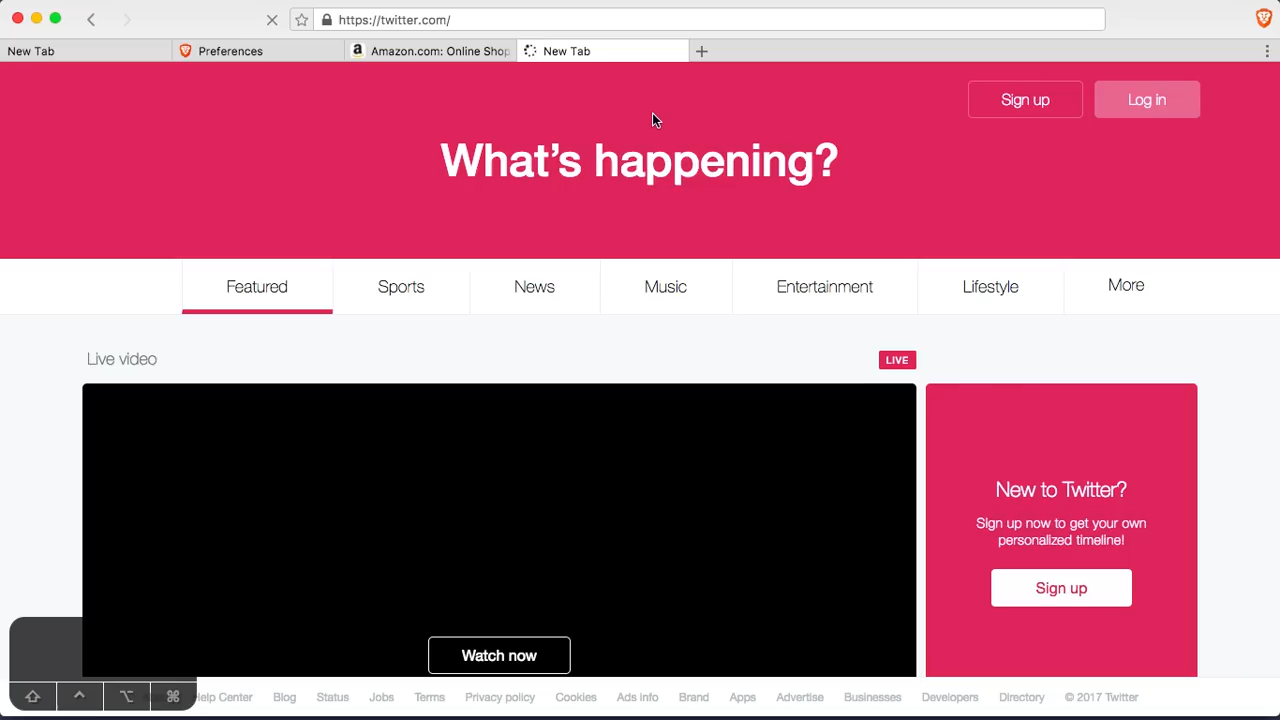 https://twitter.com/
New Tab
Preferences
Amazon.com: Online Shop
New Tab
Sign up
Log in
What's happening?
Featured
Sports
News
Music
Entertainment
Lifestyle
More
Live video
LIVE
New to Twitter?
Sign up now to get your own
personalized timeline!
Sign up
Watch now
Help Center
Blog
Status
Jobs
Terms
Privacy policy
Cookies
Ads info
Brand
Apps
Advertise
Businesses
Developers
Directory
© 2017 Twitter